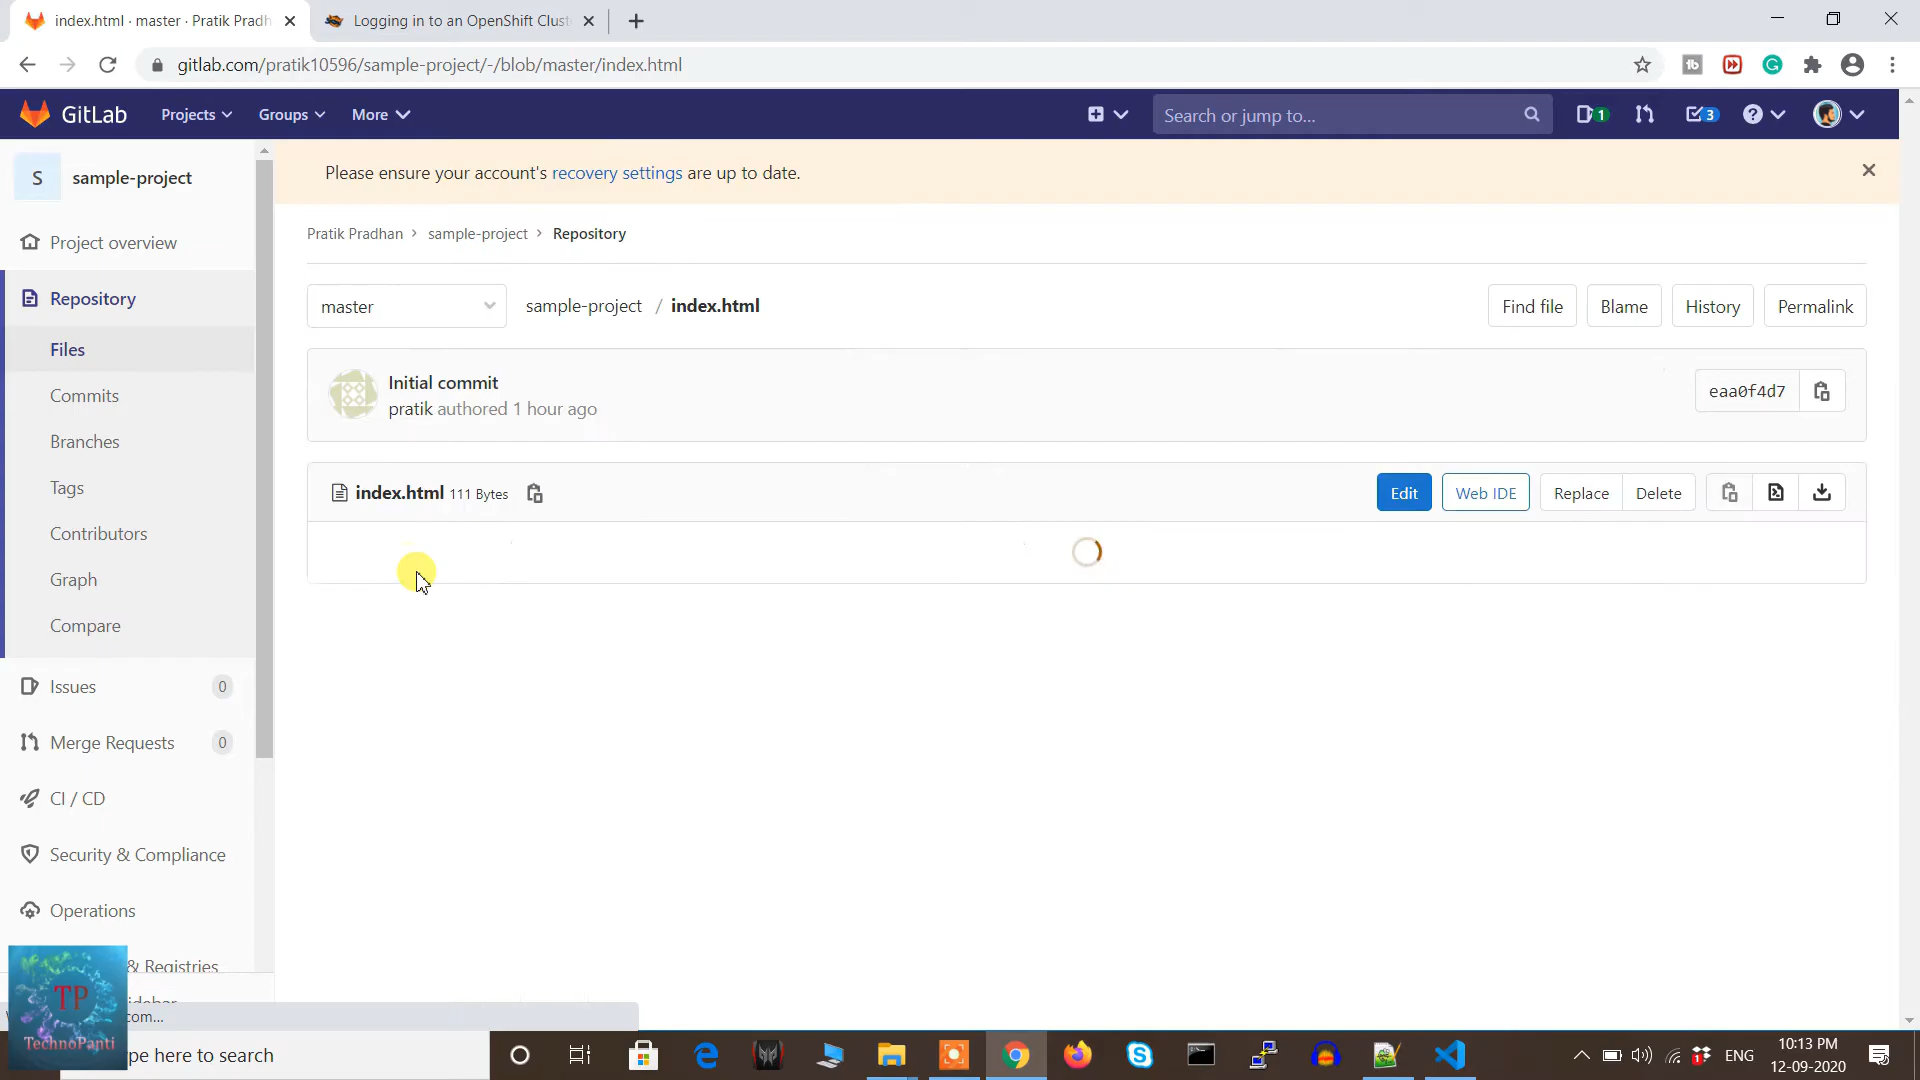 index.html · master · Pratik Pradh
Logging in to an OpenShift Clust
gitlab.com/pratik10596/sample-project/-/blob/master/index.html
GitLab
Projects
Groups
More
Search or jump to...
1
3
S
sample-project
Please ensure your account's recovery settings are up to date.
Project overview
Pratik Pradhan > sample-project > Repository
Repository
master
sample-project / index.html
Find file
Blame
History
Permalink
Files
Initial commit
pratik authored 1 hour ago
eaa0f4d7
Commits
Branches
Tags
index.html 111 Bytes
Edit
Web IDE
Replace
Delete
Contributors
Graph
Compare
Issues
0
Merge Requests
0
CI / CD
Security & Compliance
Operations
& Registries
idebar
com...
TP
TechnoPanti
pe here to search
ENG
10:13 PM
12-09-2020